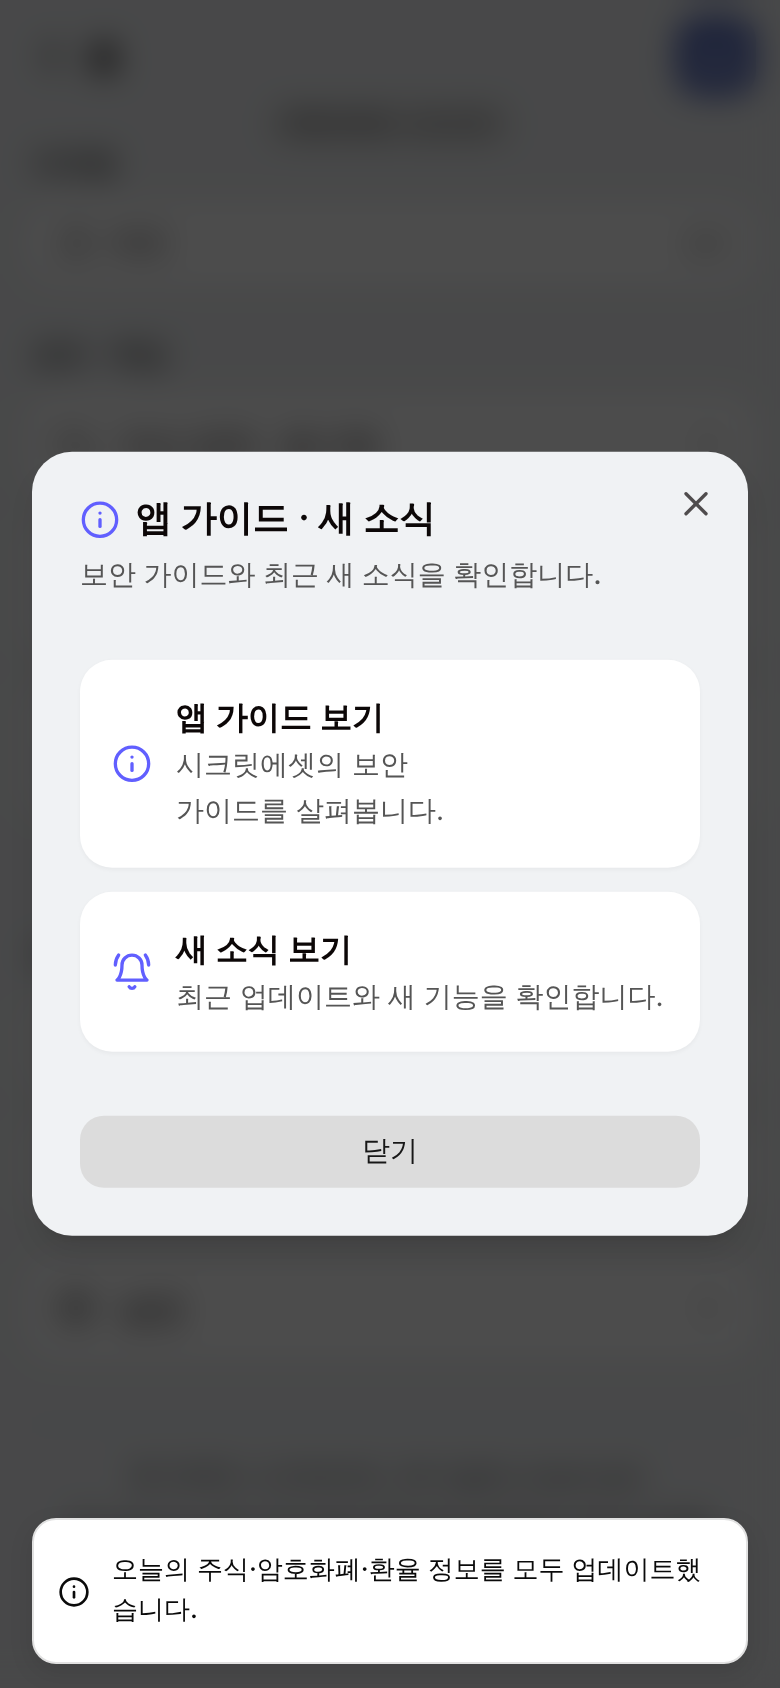 앱 가이드 · 새 소식
보안 가이드와 최근 새 소식을 확인합니다.
앱 가이드 보기
시크릿에셋의 보안
가이드를 살펴봅니다.
새 소식 보기
최근 업데이트와 새 기능을 확인합니다.
닫기
오늘의 주식·암호화폐·환율 정보를 모두 업데이트했
습니다.